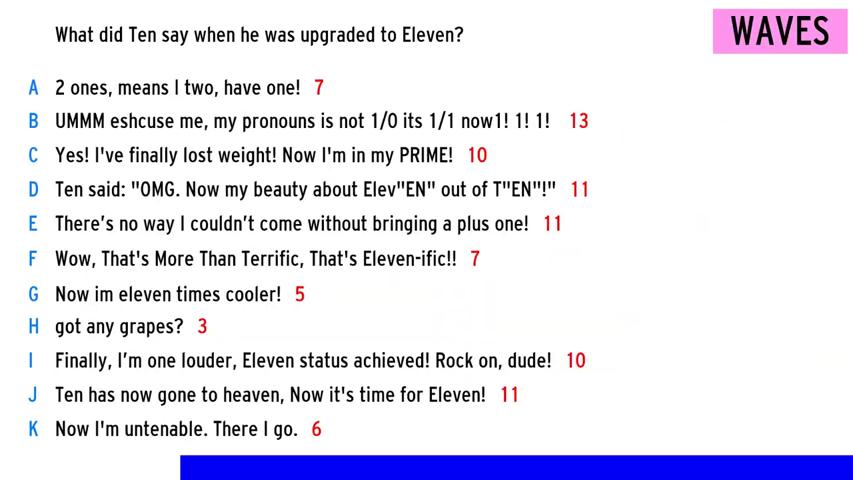 WAVES
What did Ten say when he was upgraded to Eleven?
A 2 ones, means I two, have one! 7
B UMMM eshcuse me, my pronouns is not 1/0 its 1/1 now1! 1! 1! 13
C Yes! I've finally lost weight! Now I'm in my PRIME! 10
D Ten said: "OMG. Now my beauty about Elev"EN" out of T"EN"!" 11
E There's no way I couldn't come without bringing a plus one! 11
F Wow, That's More Than Terrific, That's Eleven-ific!! 7
G Now im eleven times cooler! 5
H got any grapes? 3
I Finally, I'm one louder, Eleven status achieved! Rock on, dude! 10
J Ten has now gone to heaven, Now it's time for Eleven! 11
K Now I'm untenable. There I go. 6